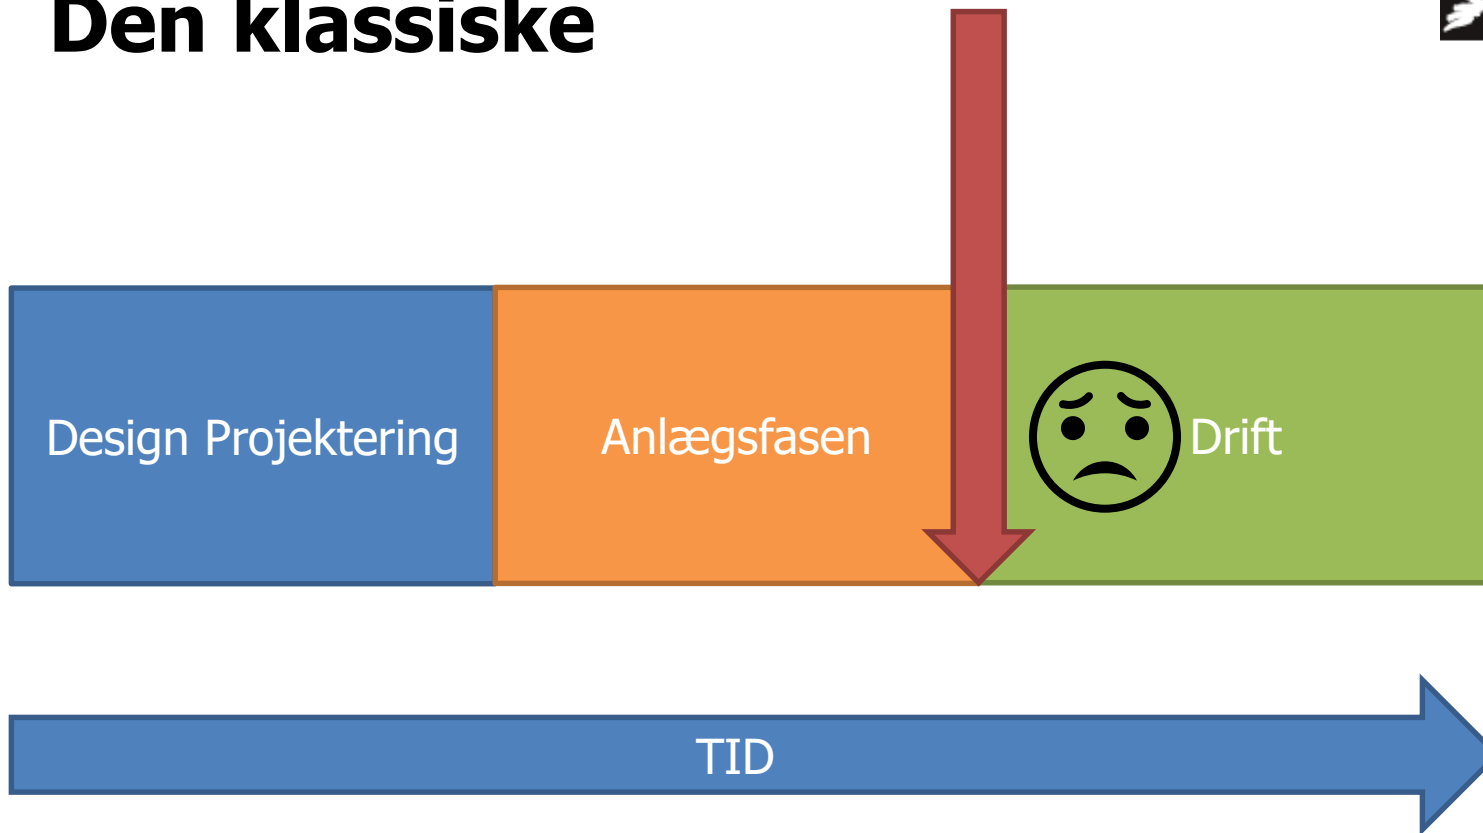 Den klassiske
Design Projektering
Anlægsfasen
Drift
TID